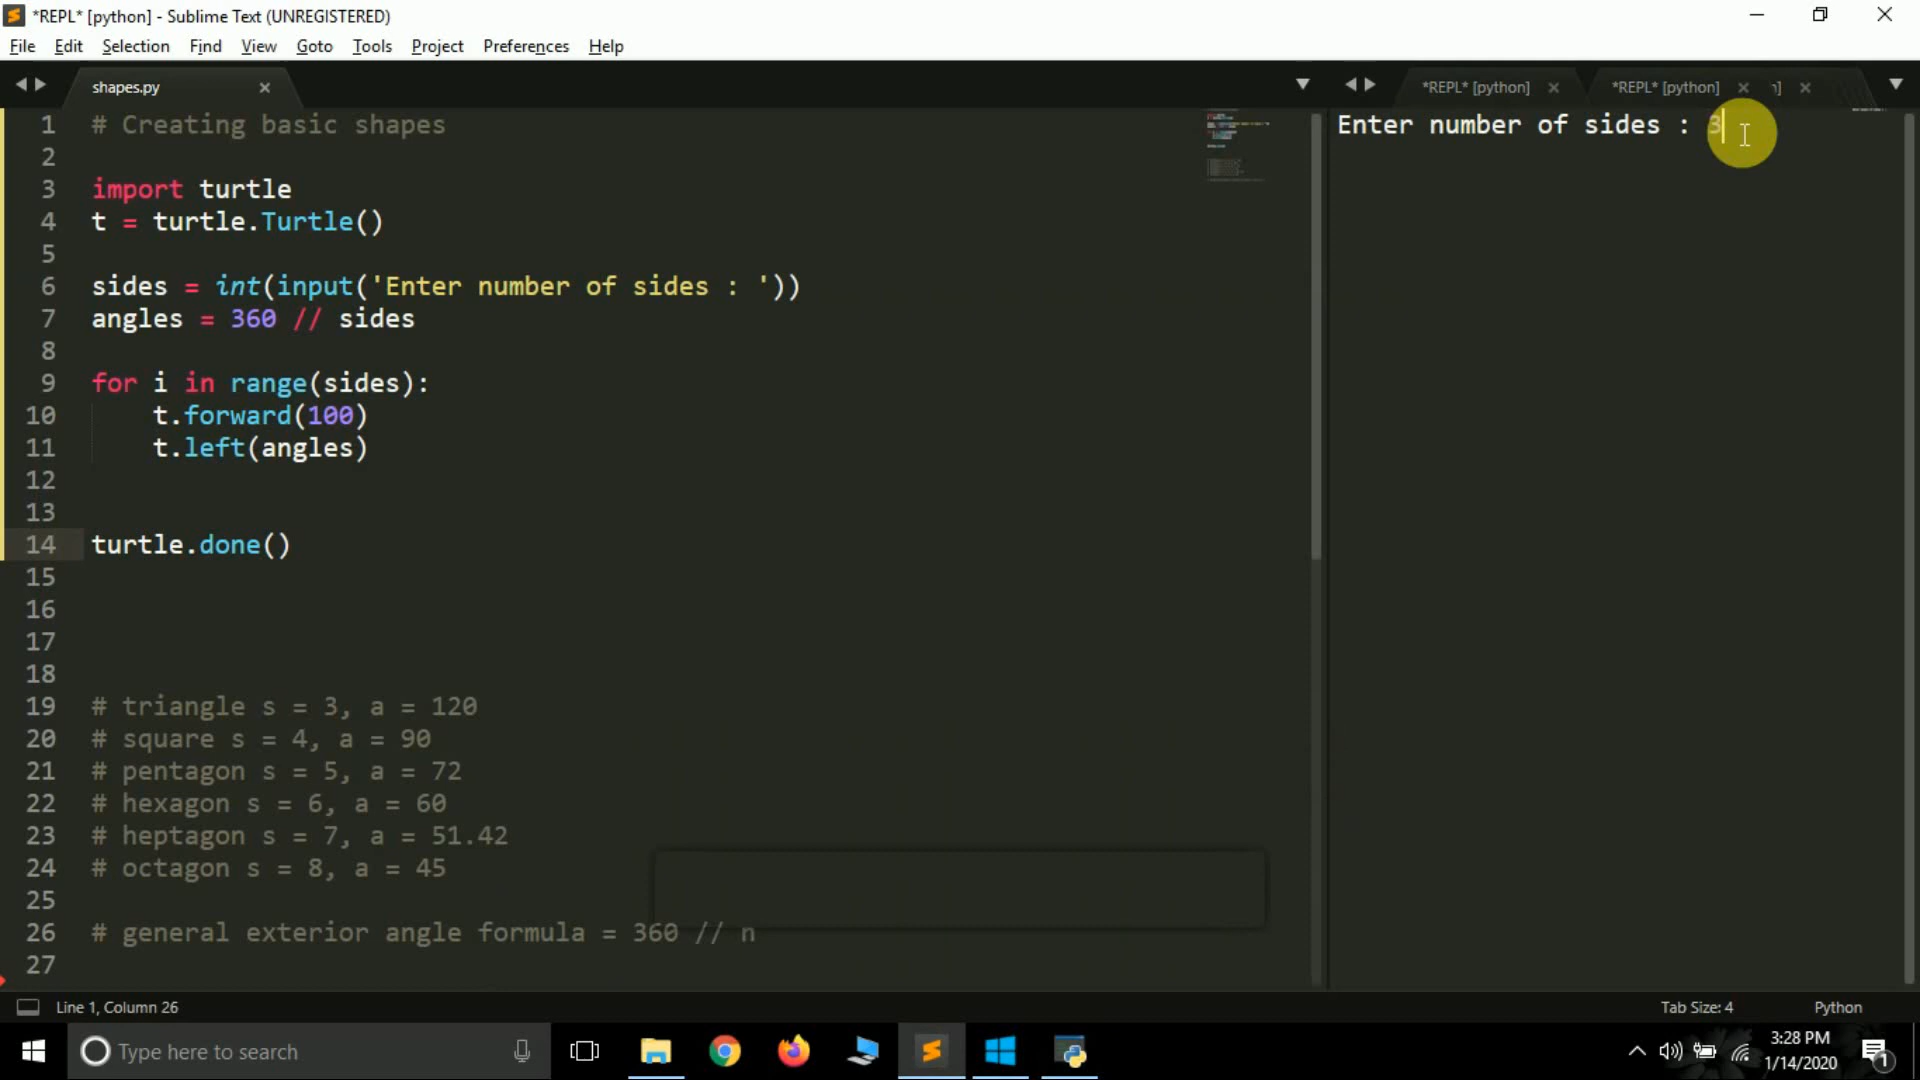 *REPL* [python] - Sublime Text (UNREGISTERED)
File Edit Selection Find View Goto Tools Project Preferences Help
shapes.py
*REPL* [python] *REPL* [python]
1 # Creating basic shapes
2
3 import turtle
4 t = turtle.Turtle()
5
6 sides = int(input('Enter number of sides : '))
7 angles = 360 // sides
8
9 for i in range(sides):
10 t.forward(100)
11 t.left(angles)
12
13
14 turtle.done()
15
16
17
18
19 # triangle s = 3, a = 120
20 # square s = 4, a = 90
21 # pentagon s = 5, a = 72
22 # hexagon s = 6, a = 60
23 # heptagon s = 7, a = 51.42
24 # octagon s = 8, a = 45
25
26 # general exterior angle formula = 360 // n
27
Enter number of sides : 3
Line 1, Column 26
Tab Size: 4 Python
Type here to search
3:28 PM
1/14/2020
1